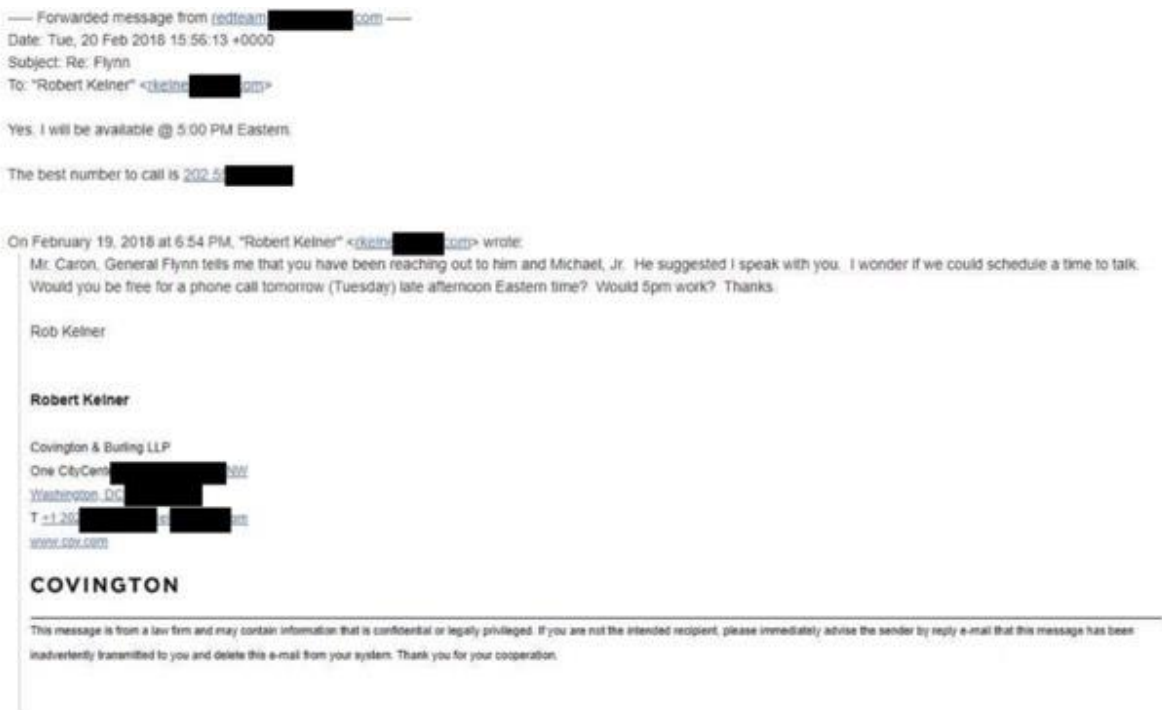 ----- Forwarded message from redteam com -----
Date: Tue, 20 Feb 2018 15:56:13 +0000
Subject: Re: Flynn
To: "Robert Kelner" <rkelne om>
Yes. I will be available @ 5:00 PM Eastern.
The best number to call is 202.5
On February 19, 2018 at 6:54 PM, "Robert Kelner" <rkelne com> wrote:
Mr. Caron, General Flynn tells me that you have been reaching out to him and Michael, Jr. He suggested I speak with you. I wonder if we could schedule a time to talk.
Would you be free for a phone call tomorrow (Tuesday) late afternoon Eastern time? Would 5pm work? Thanks.
Rob Kelner
Robert Kelner
Covington & Burling LLP
One CityCente NW
Washington, DC
T +1 202 om
www.cov.com
COVINGTON
This message is from a law firm and may contain information that is confidential or legally privileged. If you are not the intended recipient, please immediately advise the sender by reply e-mail that this message has been
inadvertently transmitted to you and delete this e-mail from your system. Thank you for your cooperation.